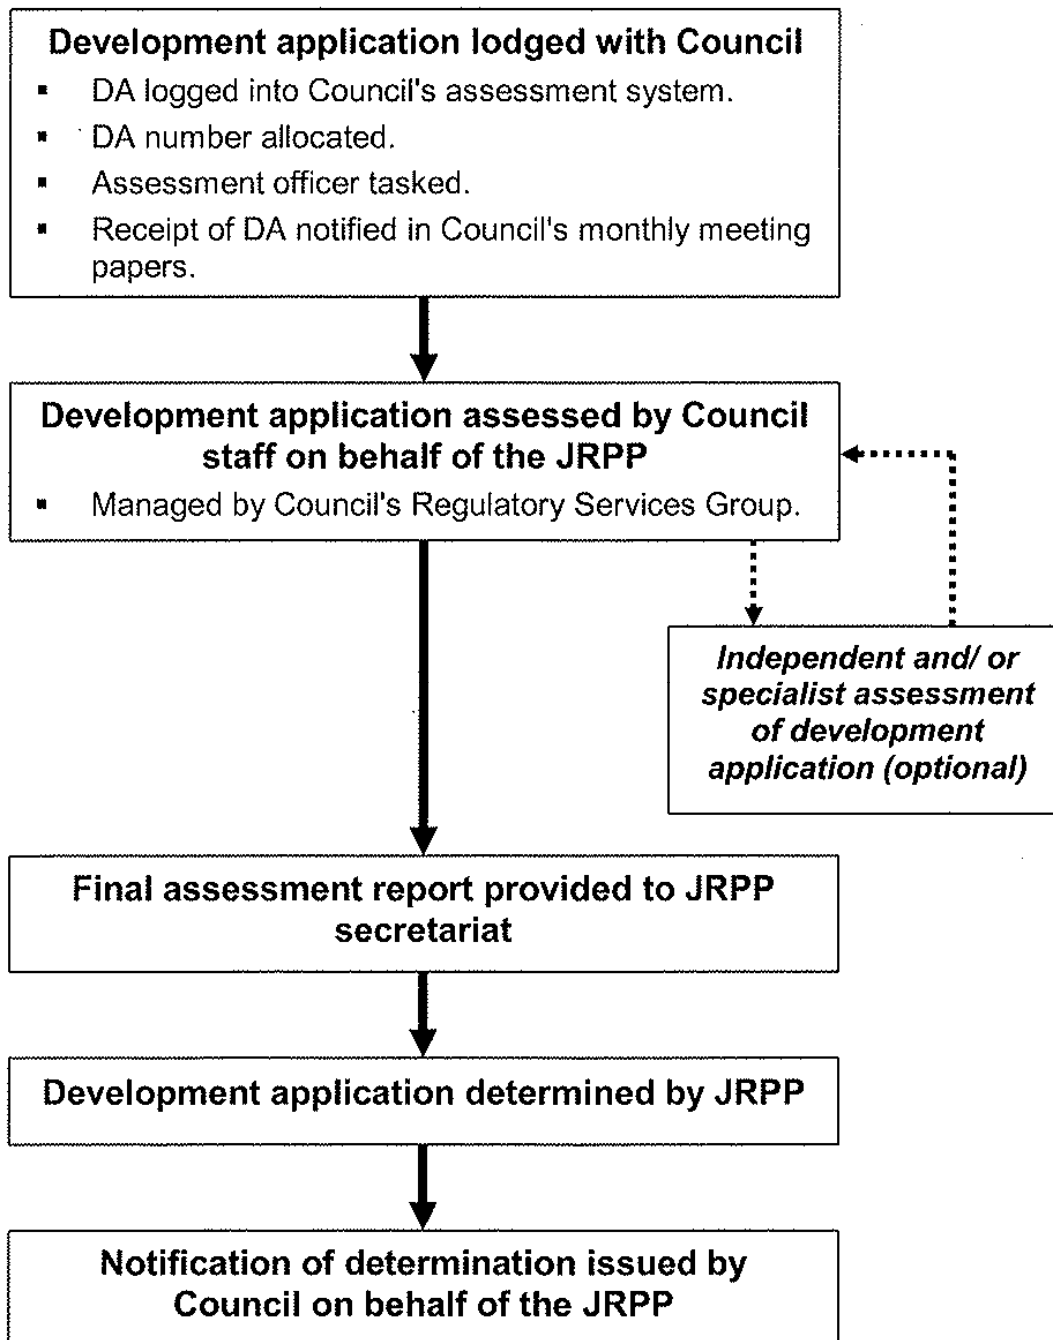 Development application lodged with Council
▪ DA logged into Council's assessment system.
▪ DA number allocated.
▪ Assessment officer tasked.
▪ Receipt of DA notified in Council's monthly meeting
papers.
Development application assessed by Council
staff on behalf of the JRPP
▪ Managed by Council's Regulatory Services Group.
Independent and/ or
specialist assessment
of development
application (optional)
Final assessment report provided to JRPP
secretariat
Development application determined by JRPP
Notification of determination issued by
Council on behalf of the JRPP